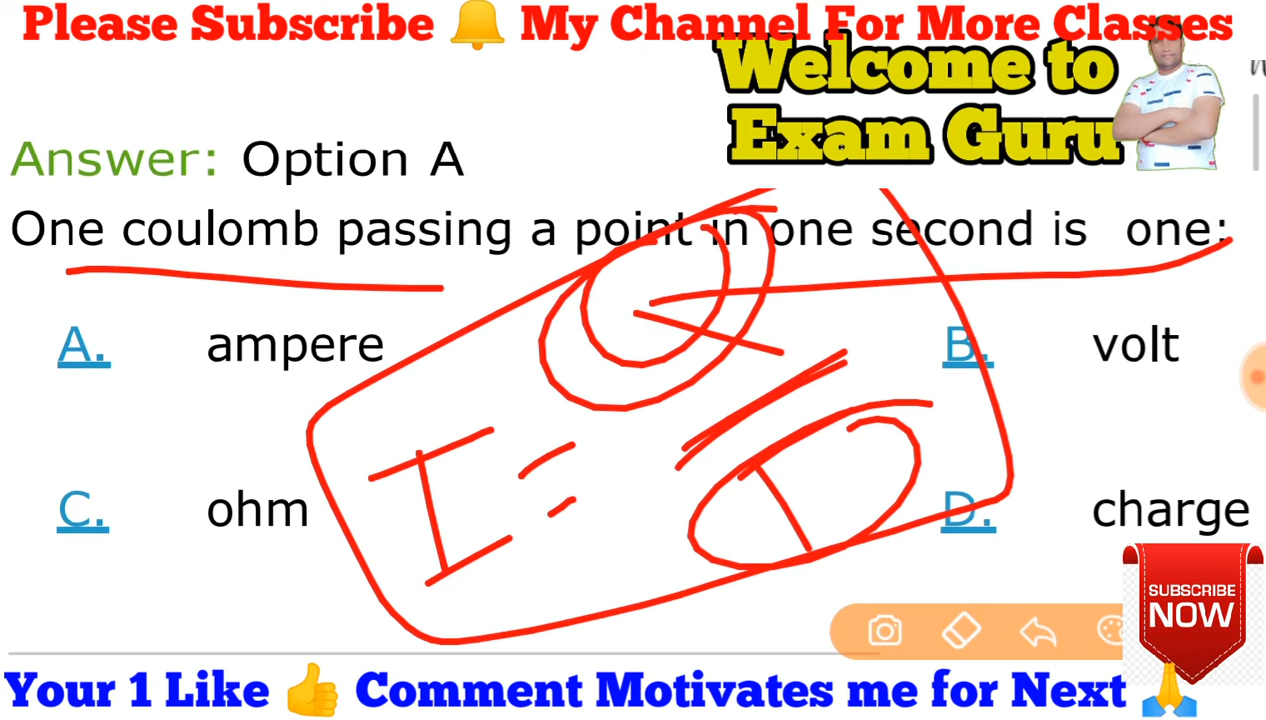 Please Subscribe 🔔 My Channel For More Classes
Welcome to
Exam Guru
Answer: Option A
One coulomb passing a point in one second is one:
A. ampere
B. volt
I = Q / T
C. ohm
D. charge
SUBSCRIBE
NOW
Your 1 Like 👍 Comment Motivates me for Next 🙏